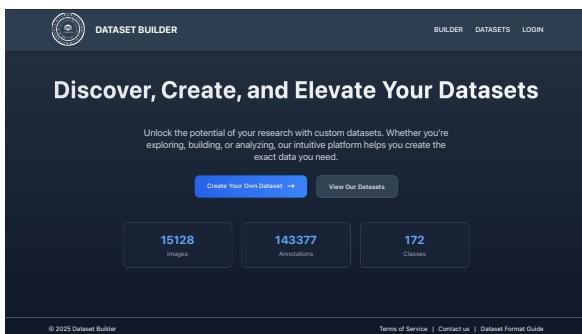 DATASET BUILDER
BUILDER DATASETS LOGIN
Discover, Create, and Elevate Your Datasets
Unlock the potential of your research with custom datasets. Whether you're
exploring, building, or analyzing, our intuitive platform helps you create the
exact data you need.
Create Your Own Dataset →
View Our Datasets
15128
Images
143377
Annotations
172
Classes
© 2025 Dataset Builder
Terms of Service | Contact us | Dataset Format Guide